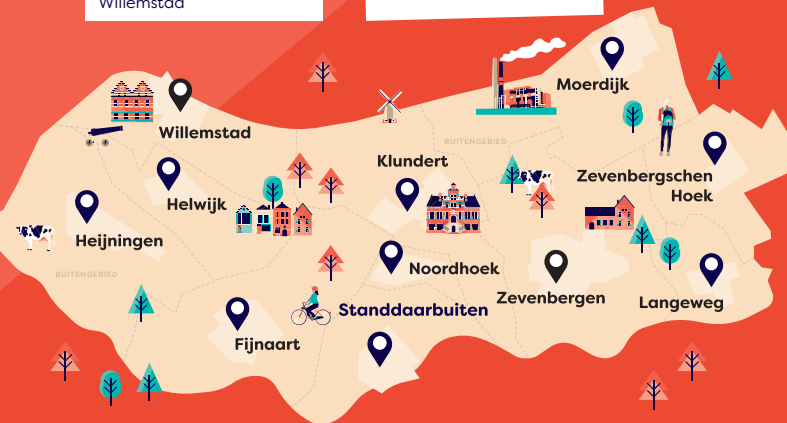 Willemstad
Moerdijk
Willemstad
BUITENGEBIED
Klundert
Zevenbergschen
Hoek
Helwijk
Heijningen
Noordhoek
BUITENGEBIED
Zevenbergen
Langeweg
Standdaarbuiten
Fijnaart